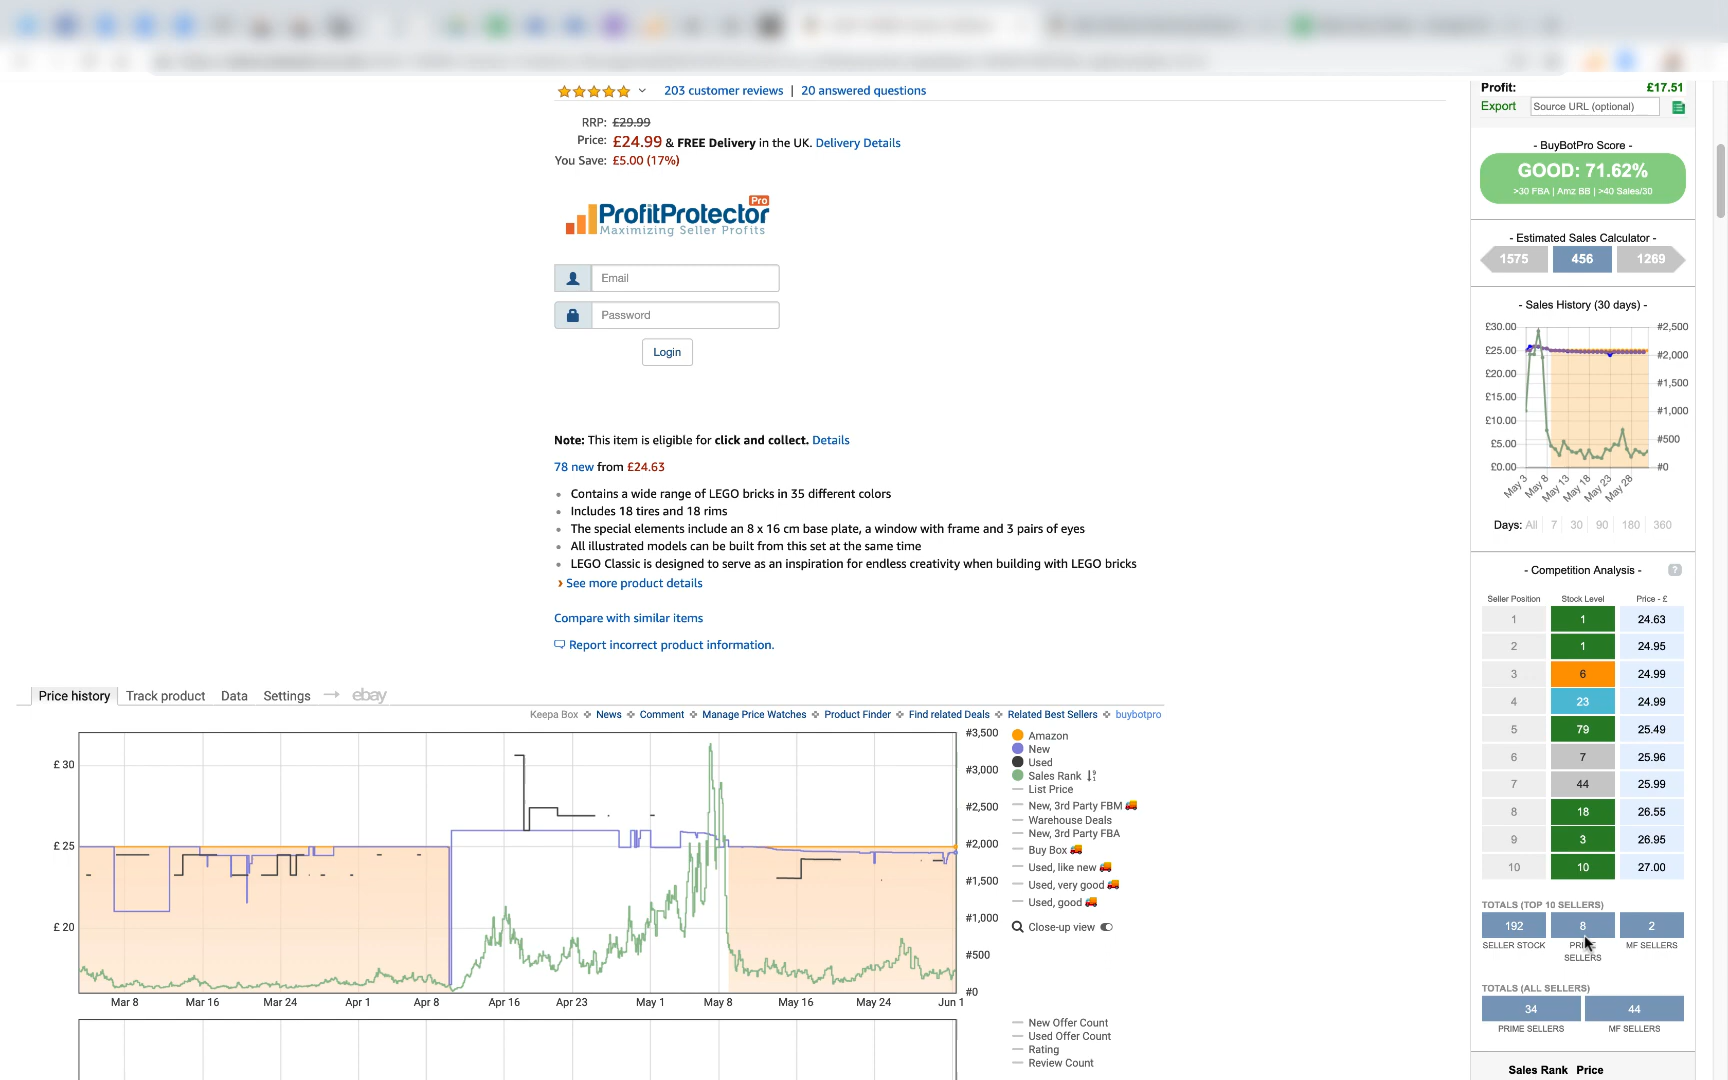 203 customer reviews | 20 answered questions
RRP: £29.99
Price: £24.99 & FREE Delivery in the UK. Delivery Details
You Save: £5.00 (17%)
ProfitProtector Pro
Maximizing Seller Profits
Email
Password
Login
Note: This item is eligible for click and collect. Details
78 new from £24.63
Contains a wide range of LEGO bricks in 35 different colors
Includes 18 tires and 18 rims
The special elements include an 8 x 16 cm base plate, a window with frame and 3 pairs of eyes
All illustrated models can be built from this set at the same time
LEGO Classic is designed to serve as an inspiration for endless creativity when building with LEGO bricks
› See more product details
Compare with similar items
Report incorrect product information.
Price history Track product Data Settings → ebay
Keepa Box News Comment Manage Price Watches Product Finder Find related Deals Related Best Sellers buybotpro
£ 30
£ 25
£ 20
#3,500
#3,000
#2,500
#2,000
#1,500
#1,000
#500
#0
Mar 8 Mar 16 Mar 24 Apr 1 Apr 8 Apr 16 Apr 23 May 1 May 8 May 16 May 24 Jun 1
Amazon
New
Used
Sales Rank
List Price
New, 3rd Party FBM
Warehouse Deals
New, 3rd Party FBA
Buy Box
Used, like new
Used, very good
Used, good
Close-up view
New Offer Count
Used Offer Count
Rating
Review Count
Profit: £17.51
Export Source URL (optional)
- BuyBotPro Score -
GOOD: 71.62%
>30 FBA | Amz BB | >40 Sales/30
- Estimated Sales Calculator -
1575 456 1269
- Sales History (30 days) -
£30.00
£25.00
£20.00
£15.00
£10.00
£5.00
£0.00
#2,500
#2,000
#1,500
#1,000
#500
#0
May 3 May 8 May 13 May 18 May 23 May 28
Days: All 7 30 90 180 360
- Competition Analysis - ?
Seller Position Stock Level Price - £
1 1 24.63
2 1 24.95
3 6 24.99
4 23 24.99
5 79 25.49
6 7 25.96
7 44 25.99
8 18 26.55
9 3 26.95
10 10 27.00
TOTALS (TOP 10 SELLERS)
192 8 2
SELLER STOCK PRIME SELLERS MF SELLERS
TOTALS (ALL SELLERS)
34 44
PRIME SELLERS MF SELLERS
Sales Rank Price